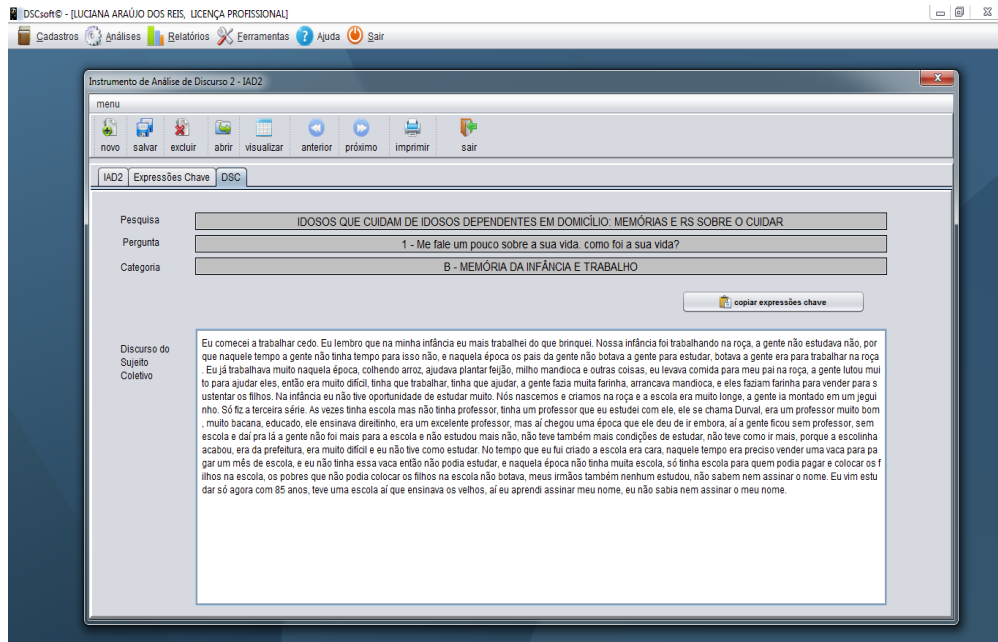 DSCsoft© - [LUCIANA ARAÚJO DOS REIS, LICENÇA PROFISSIONAL]
Cadastros Análises Relatórios Ferramentas Ajuda Sair
Instrumento de Análise de Discurso 2 - IAD2
menu
novo salvar excluir abrir visualizar anterior próximo imprimir sair
IAD2 Expressões Chave DSC
Pesquisa IDOSOS QUE CUIDAM DE IDOSOS DEPENDENTES EM DOMICÍLIO: MEMÓRIAS E RS SOBRE O CUIDAR
Pergunta 1 - Me fale um pouco sobre a sua vida. como foi a sua vida?
Categoria B - MEMÓRIA DA INFÂNCIA E TRABALHO
copiar expressões chave
Discurso do
Sujeito
Coletivo
Eu comecei a trabalhar cedo. Eu lembro que na minha infância eu mais trabalhei do que brinquei. Nossa infância foi trabalhando na roça, a gente não estudava não, por
que naquele tempo a gente não tinha tempo para isso não, e naquela época os pais da gente não botava a gente para estudar, botava a gente era para trabalhar na roça
. Eu já trabalhava muito naquela época, colhendo arroz, ajudava plantar feijão, milho mandioca e outras coisas, eu levava comida para meu pai na roça, a gente lutou mui
to para ajudar eles, então era muito difícil, tinha que trabalhar, tinha que ajudar, a gente fazia muita farinha, arrancava mandioca, e eles faziam farinha para vender para s
ustentar os filhos. Na infância eu não tive oportunidade de estudar muito. Nós nascemos e criamos na roça e a escola era muito longe, a gente ia montado em um jegui
nho. Só fiz a terceira série. As vezes tinha escola mas não tinha professor, tinha um professor que eu estudei com ele, ele se chama Durval, era um professor muito bom
, muito bacana, educado, ele ensinava direitinho, era um excelente professor, mas aí chegou uma época que ele deu de ir embora, aí a gente ficou sem professor, sem
escola e daí pra lá a gente não foi mais para a escola e não estudou mais não, não teve também mais condições de estudar, não teve como ir mais, porque a escolinha
acabou, era da prefeitura, era muito difícil e eu não tive como estudar. No tempo que eu fui criado a escola era cara, naquele tempo era preciso vender uma vaca para pa
gar um mês de escola, e eu não tinha essa vaca então não podia estudar, e naquela época não tinha muita escola, só tinha escola para quem podia pagar e colocar os f
ilhos na escola, os pobres que não podia colocar os filhos na escola não botava, meus irmãos também nenhum estudou, não sabem nem assinar o nome. Eu vim estu
dar só agora com 85 anos, teve uma escola aí que ensinava os velhos, aí eu aprendi assinar meu nome, eu não sabia nem assinar o meu nome.